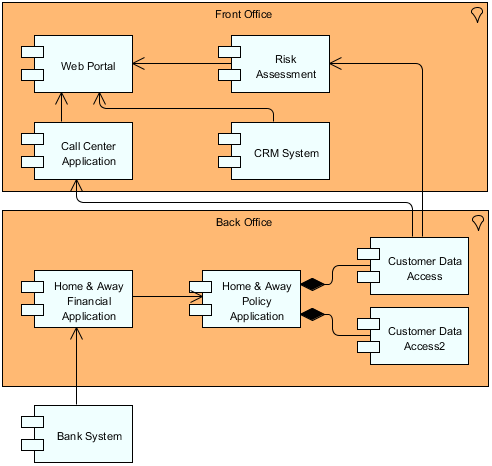 Front Office
Web Portal
Risk
Assessment
Call Center
Application
CRM System
Back Office
Customer Data
Access
Home & Away
Financial
Application
Home & Away
Policy
Application
Customer Data
Access2
Bank System